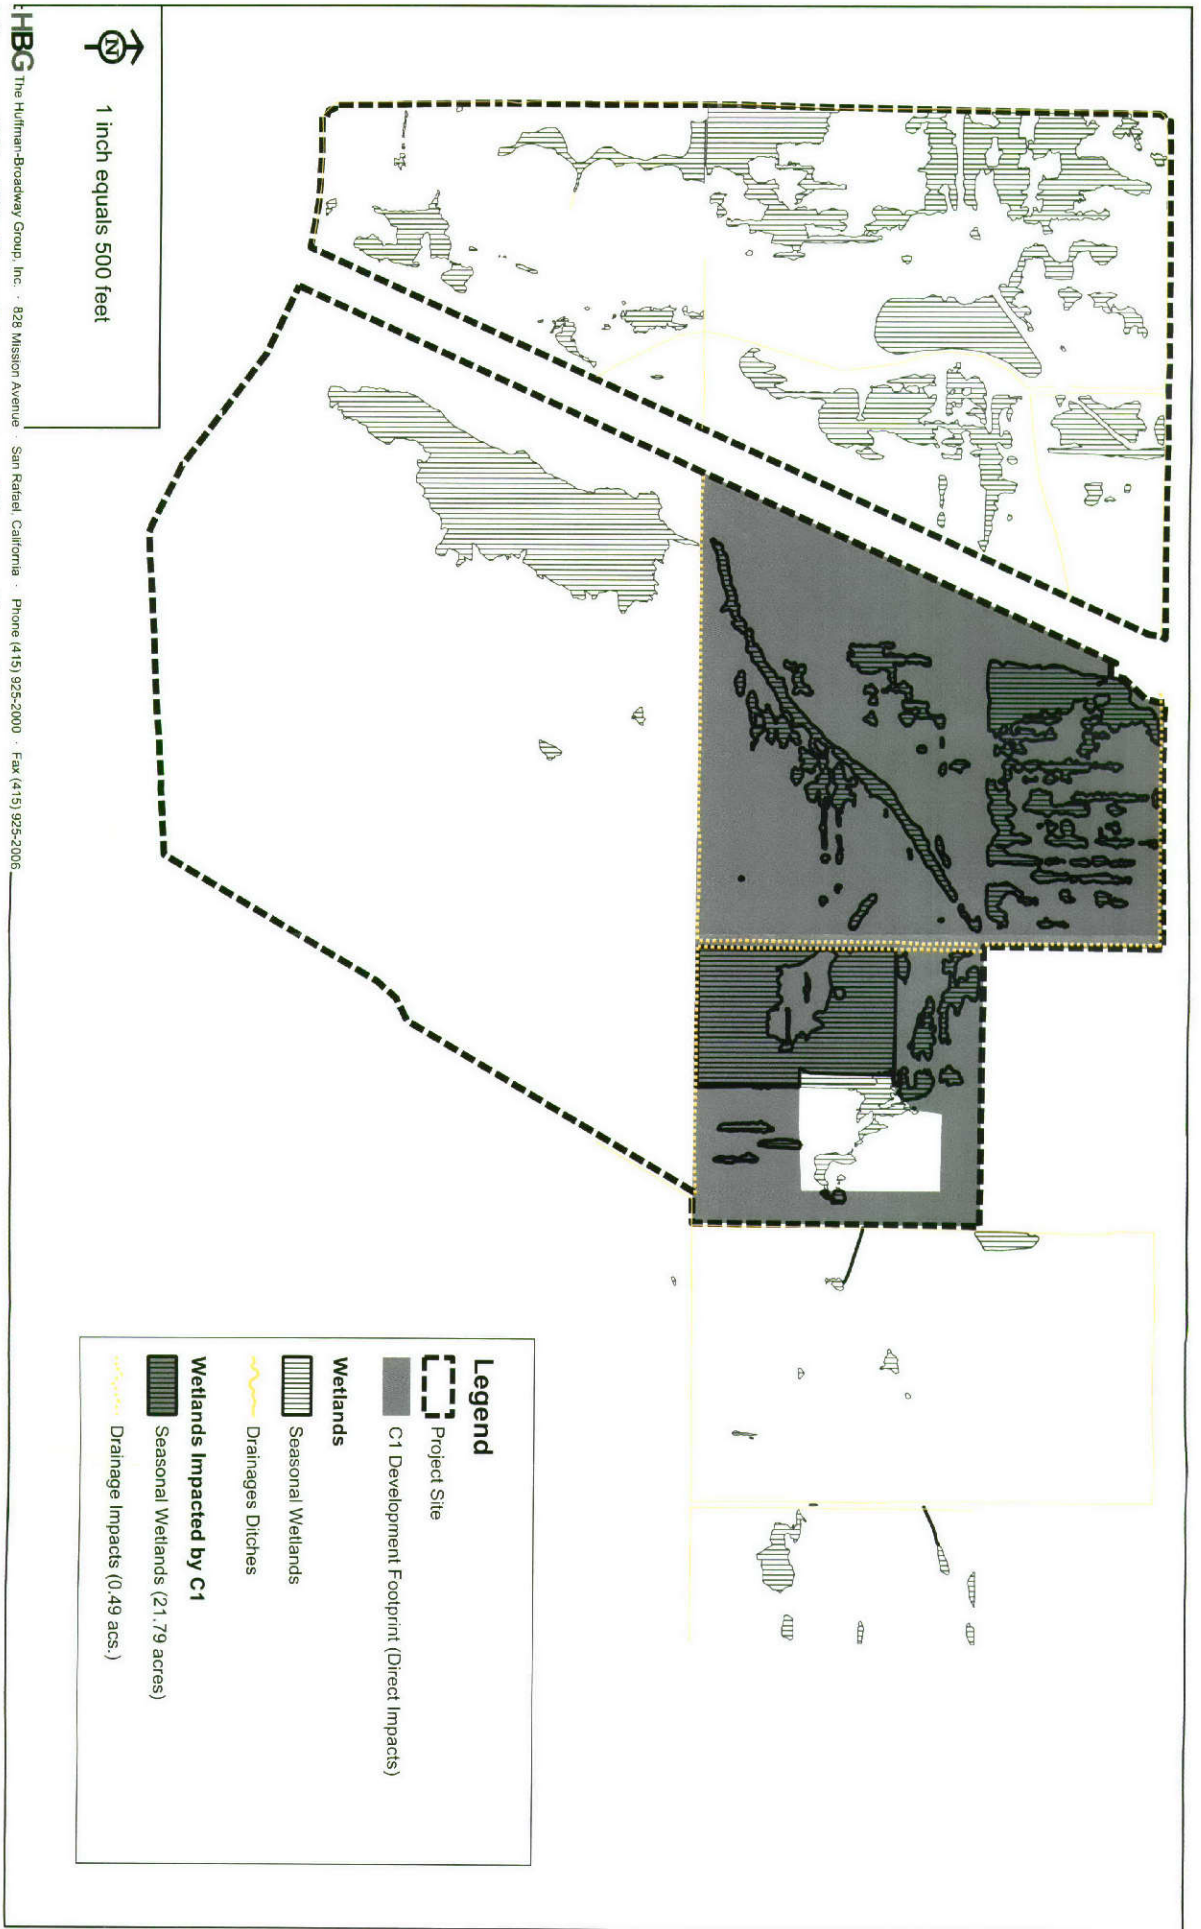 Legend
Project Site
C1 Development Footprint (Direct Impacts)
Wetlands
Seasonal Wetlands
Drainages Ditches
Wetlands Impacted by C1
Seasonal Wetlands (21.79 acres)
Drainage Impacts (0.49 acs.)
N
1 inch equals 500 feet
HBG The Huffman-Broadway Group, Inc. · 828 Mission Avenue · San Rafael, California · Phone (415) 925-2000 · Fax (415) 925-2006